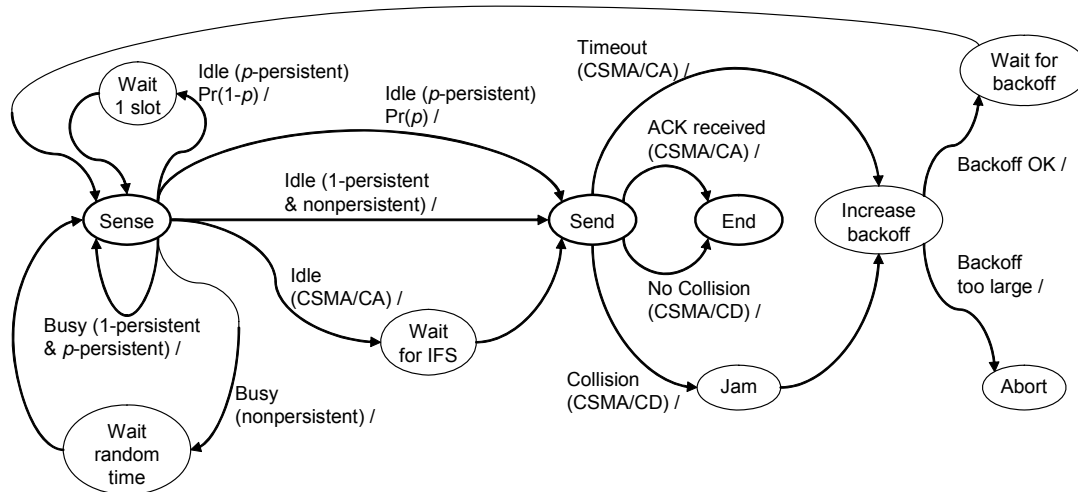 Timeout
(CSMA/CA) /
Wait for
backoff
Wait
1 slot
Idle (p-persistent)
Pr(1-p) /
Idle (p-persistent)
Pr(p) /
ACK received
(CSMA/CA) /
Backoff OK /
Idle (1-persistent
& nonpersistent) /
Sense
Send
End
Increase
backoff
Idle
(CSMA/CA) /
No Collision
(CSMA/CD) /
Backoff
too large /
Busy (1-persistent
& p-persistent) /
Wait
for IFS
Collision
(CSMA/CD) /
Jam
Abort
Busy
(nonpersistent) /
Wait
random
time